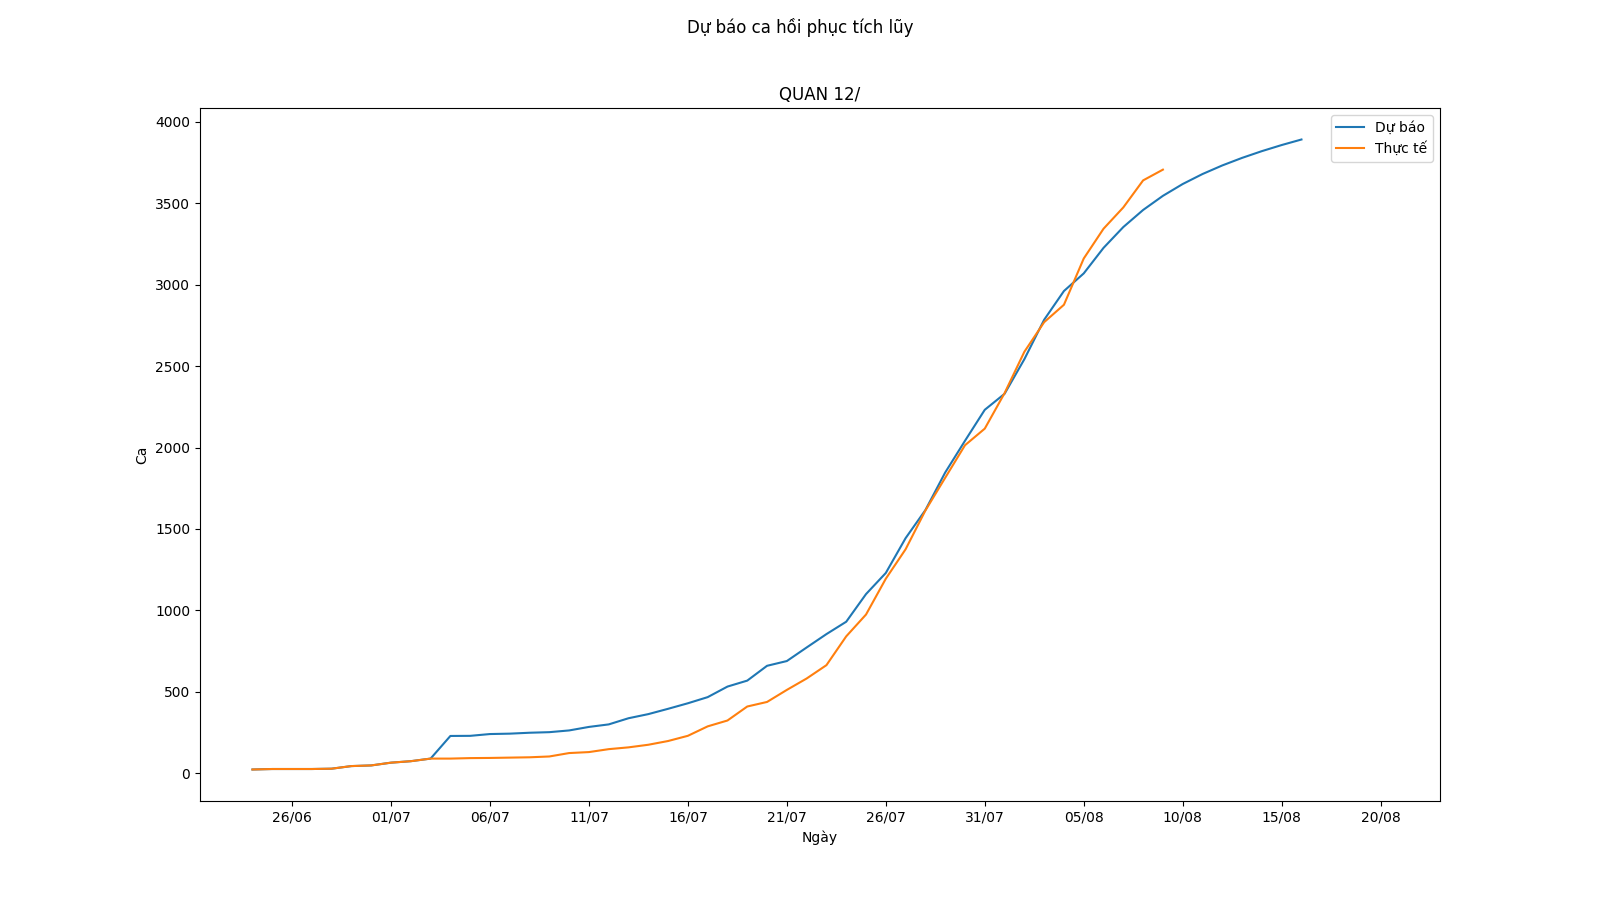 Dự báo ca hồi phục tích lũy
QUAN 12/
Dự báo
Thực tế
Ca
4000
3500
3000
2500
2000
1500
1000
500
0
26/06 01/07 06/07 11/07 16/07 21/07 26/07 31/07 05/08 10/08 15/08 20/08
Ngày